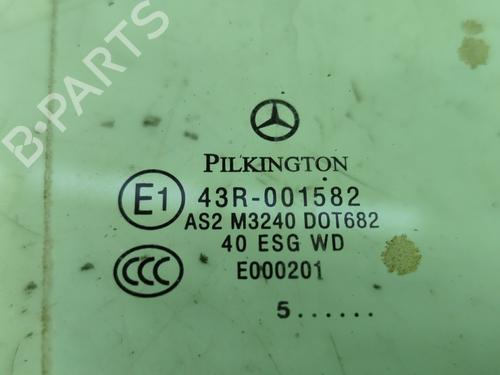 B-PARTS
PILKINGTON
E1 43R-001582
AS2 M3240 DOT682
40 ESG WD
CCC E000201
5......